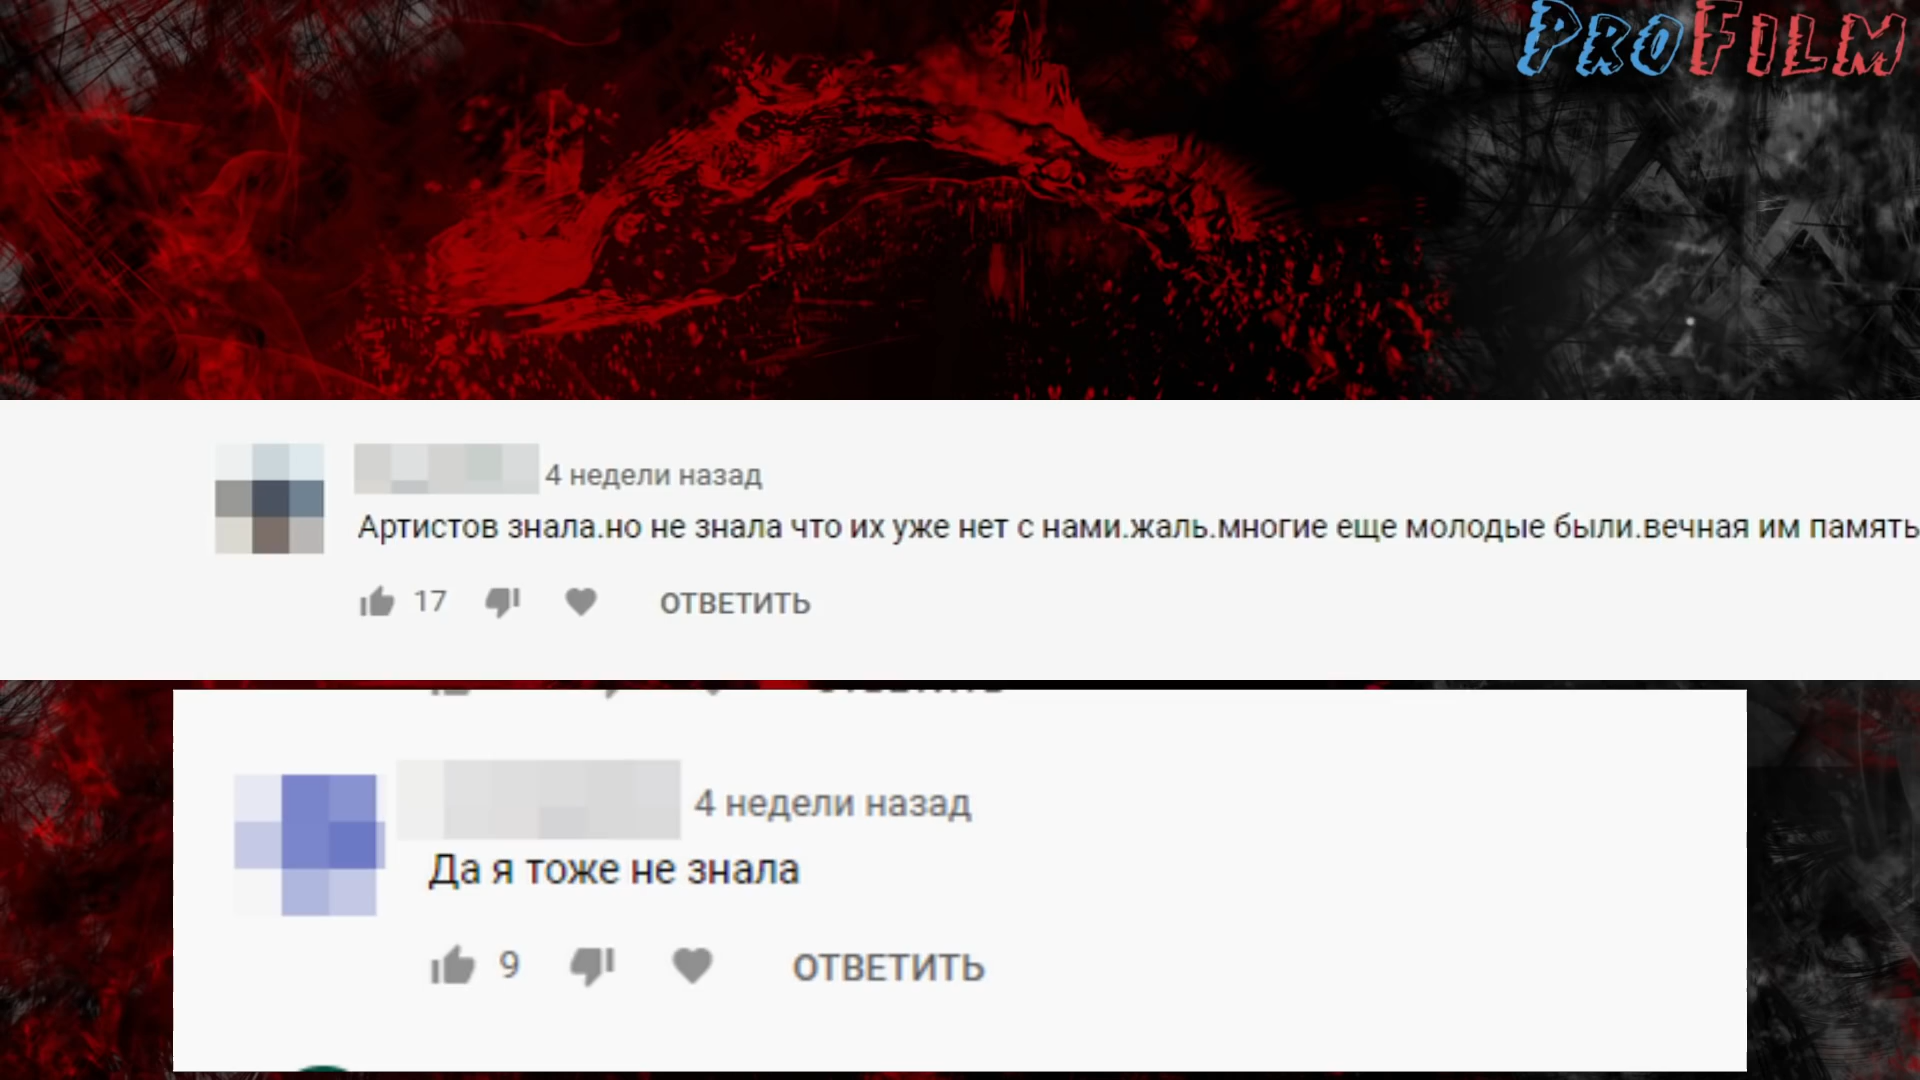 PROFILM
4 недели назад
Артистов знала.но не знала что их уже нет с нами.жаль.многие еще молодые были.вечная им память
17 ОТВЕТИТЬ
4 недели назад
Да я тоже не знала
9 ОТВЕТИТЬ